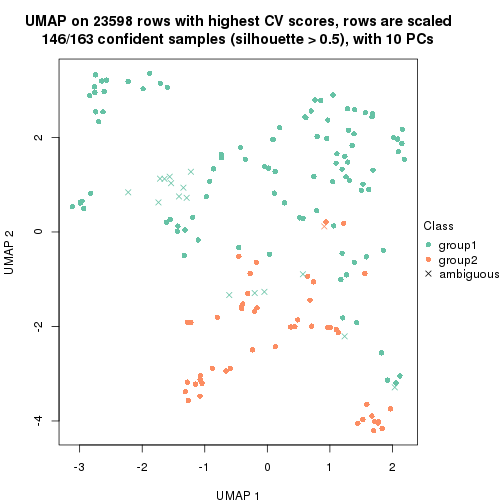 UMAP on 23598 rows with highest CV scores, rows are scaled
146/163 confident samples (silhouette > 0.5), with 10 PCs
2
0
-2
-4
UMAP 2
-3 -2 -1 0 1 2
UMAP 1
Class
group1
group2
ambiguous